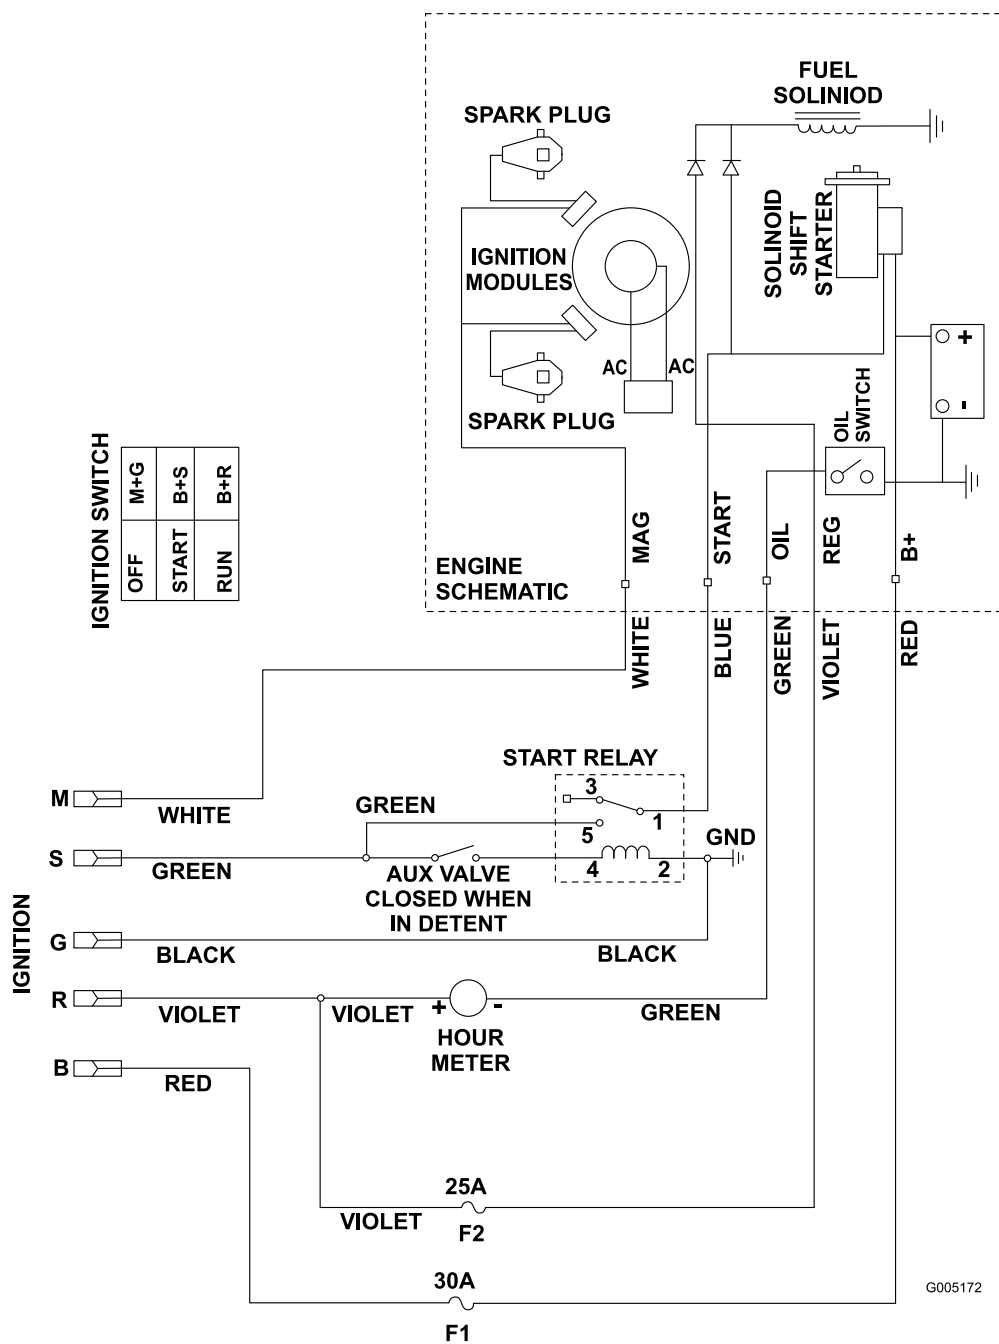 FUEL
SOLINIOD
SPARK PLUG
SOLINOID
SHIFT
STARTER
IGNITION
MODULES
+
AC
AC
-
SPARK PLUG
OIL
SWITCH
IGNITION SWITCH
OFF M+G
START B+S
RUN B+R
MAG
START
OIL
REG
B+
ENGINE
SCHEMATIC
WHITE
BLUE
GREEN
VIOLET
RED
START RELAY
3
M
GREEN
WHITE
1
5
GND
S
GREEN
4
2
AUX VALVE
CLOSED WHEN
IN DETENT
IGNITION
G
BLACK
BLACK
R
VIOLET
VIOLET
+
-
GREEN
HOUR
METER
B
RED
25A
VIOLET
F2
30A
G005172
F1